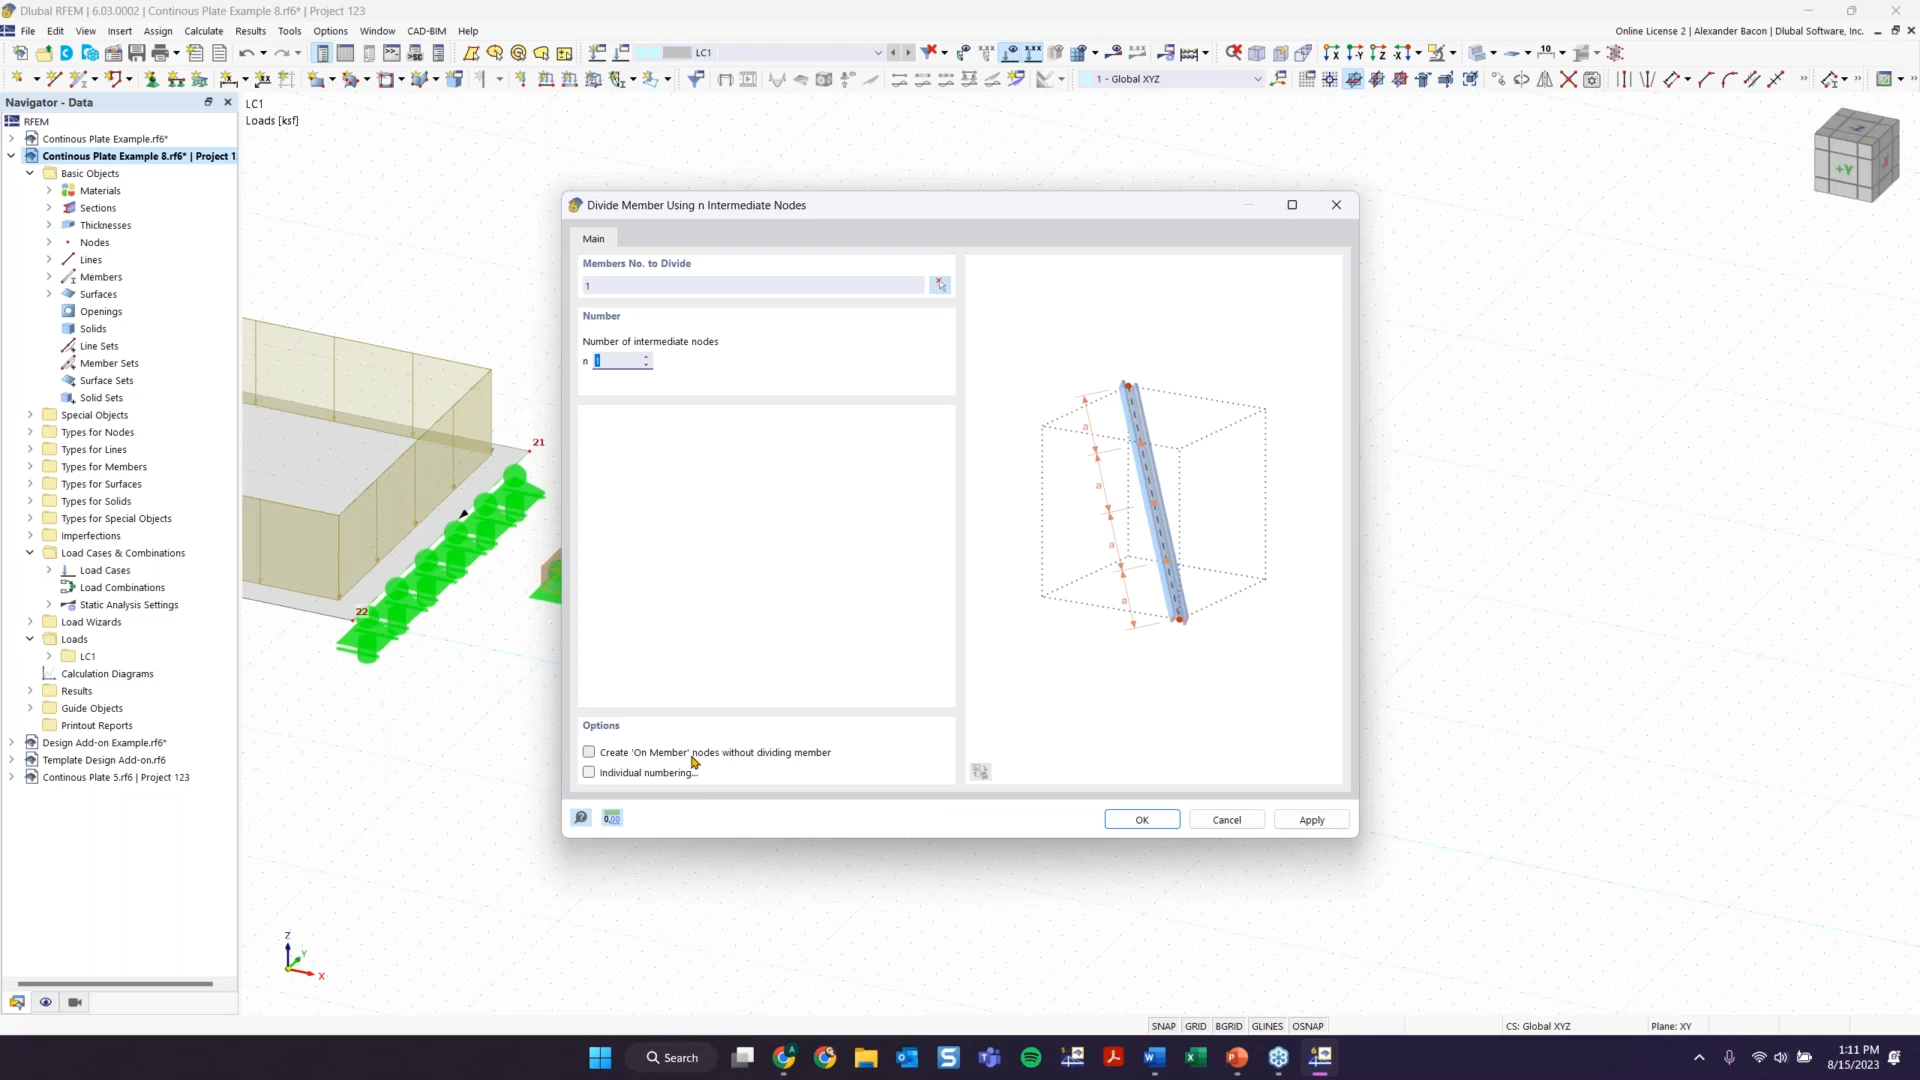 Dlubal RFEM | 6.03.0002 | Continous Plate Example 8.rf6* | Project 123
File Edit View Insert Assign Calculate Results Tools Options Window CAD-BIM Help
Online License 2 | Alexander Bacon | Dlubal Software, Inc.
LC1
1 - Global XYZ
Navigator - Data
RFEM
Continous Plate Example.rf6*
Continous Plate Example 8.rf6* | Project 1
Basic Objects
Materials
Sections
Thicknesses
Nodes
Lines
Members
Surfaces
Openings
Solids
Line Sets
Member Sets
Surface Sets
Solid Sets
Special Objects
Types for Nodes
Types for Lines
Types for Members
Types for Surfaces
Types for Solids
Types for Special Objects
Imperfections
Load Cases & Combinations
Load Cases
Load Combinations
Static Analysis Settings
Load Wizards
Loads
LC1
Calculation Diagrams
Results
Guide Objects
Printout Reports
Design Add-on Example.rf6*
Template Design Add-on.rf6
Continous Plate 5.rf6 | Project 123
LC1
Loads [ksf]
21
22
Z
Y
X
+Y
Divide Member Using n Intermediate Nodes
Main
Members No. to Divide
1
Number
Number of intermediate nodes
n 1
a
a
a
a
Options
Create 'On Member' nodes without dividing member
Individual numbering...
0,00
OK Cancel Apply
SNAP GRID BGRID GLINES OSNAP
CS: Global XYZ
Plane: XY
Search
1:11 PM
8/15/2023